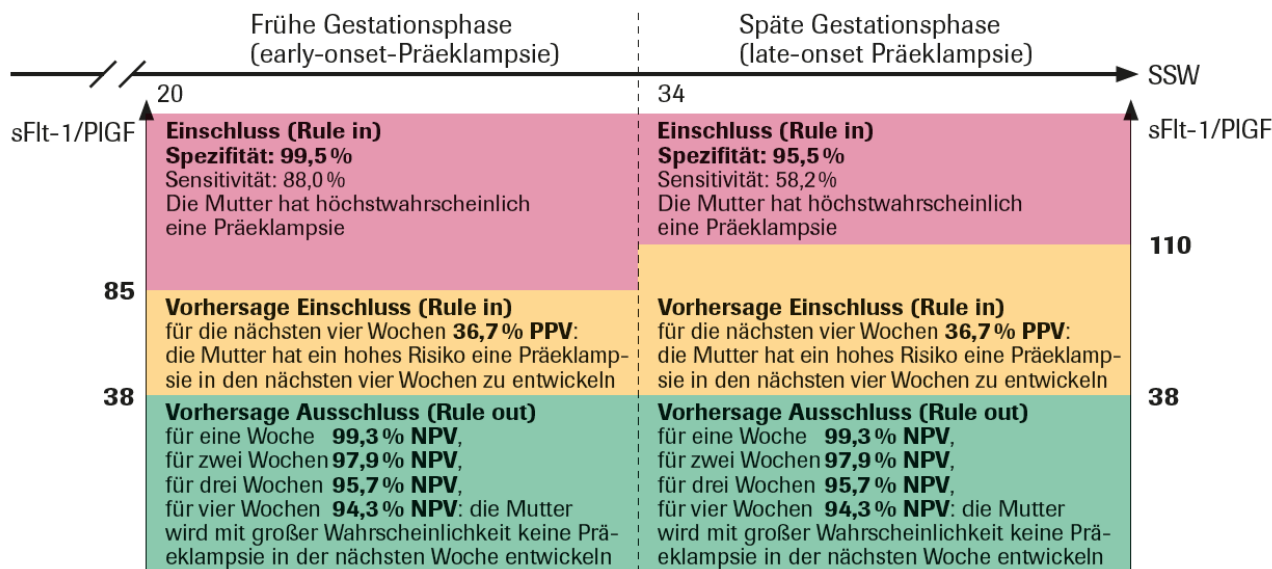 Frühe Gestationsphase
(early-onset-Präeklampsie)
Späte Gestationsphase
(late-onset Präeklampsie)
SSW
20
34
sFlt-1/PlGF
sFlt-1/PlGF
Einschluss (Rule in)
Spezifität: 99,5 %
Sensitivität: 88,0 %
Die Mutter hat höchstwahrscheinlich
eine Präeklampsie
Einschluss (Rule in)
Spezifität: 95,5 %
Sensitivität: 58,2 %
Die Mutter hat höchstwahrscheinlich
eine Präeklampsie
110
85
Vorhersage Einschluss (Rule in)
für die nächsten vier Wochen 36,7 % PPV:
die Mutter hat ein hohes Risiko eine Präeklamp-
sie in den nächsten vier Wochen zu entwickeln
Vorhersage Einschluss (Rule in)
für die nächsten vier Wochen 36,7 % PPV:
die Mutter hat ein hohes Risiko eine Präeklamp-
sie in den nächsten vier Wochen zu entwickeln
38
38
Vorhersage Ausschluss (Rule out)
für eine Woche 99,3 % NPV,
für zwei Wochen 97,9 % NPV,
für drei Wochen 95,7 % NPV,
für vier Wochen 94,3 % NPV: die Mutter
wird mit großer Wahrscheinlichkeit keine Prä-
eklampsie in der nächsten Woche entwickeln
Vorhersage Ausschluss (Rule out)
für eine Woche 99,3 % NPV,
für zwei Wochen 97,9 % NPV,
für drei Wochen 95,7 % NPV,
für vier Wochen 94,3 % NPV: die Mutter
wird mit großer Wahrscheinlichkeit keine Prä-
eklampsie in der nächsten Woche entwickeln